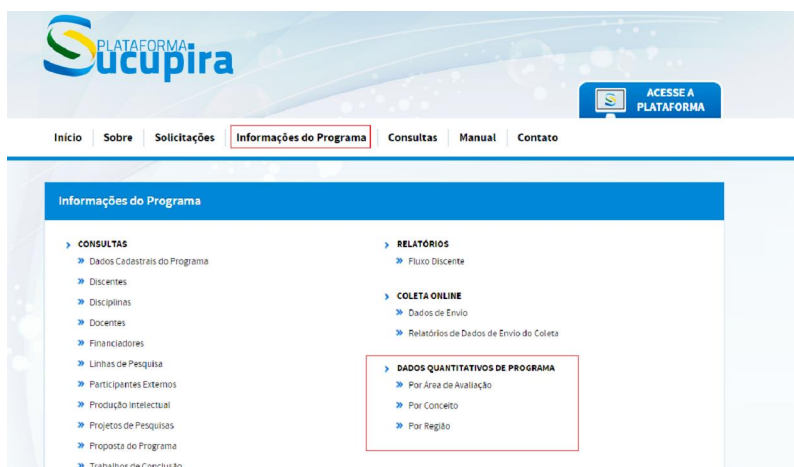 PLATAFORMA
Sucupira
ACESSE A
PLATAFORMA
Início Sobre Solicitações Informações do Programa Consultas Manual Contato
Informações do Programa
CONSULTAS
Dados Cadastrais do Programa
Discentes
Disciplinas
Docentes
Financiadores
Linhas de Pesquisa
Participantes Externos
Produção Intelectual
Projetos de Pesquisas
Proposta do Programa
Trabalhos de Conclusão
RELATÓRIOS
Fluxo Discente
COLETA ONLINE
Dados de Envio
Relatórios de Dados de Envio do Coleta
DADOS QUANTITATIVOS DE PROGRAMA
Por Área de Avaliação
Por Conceito
Por Região